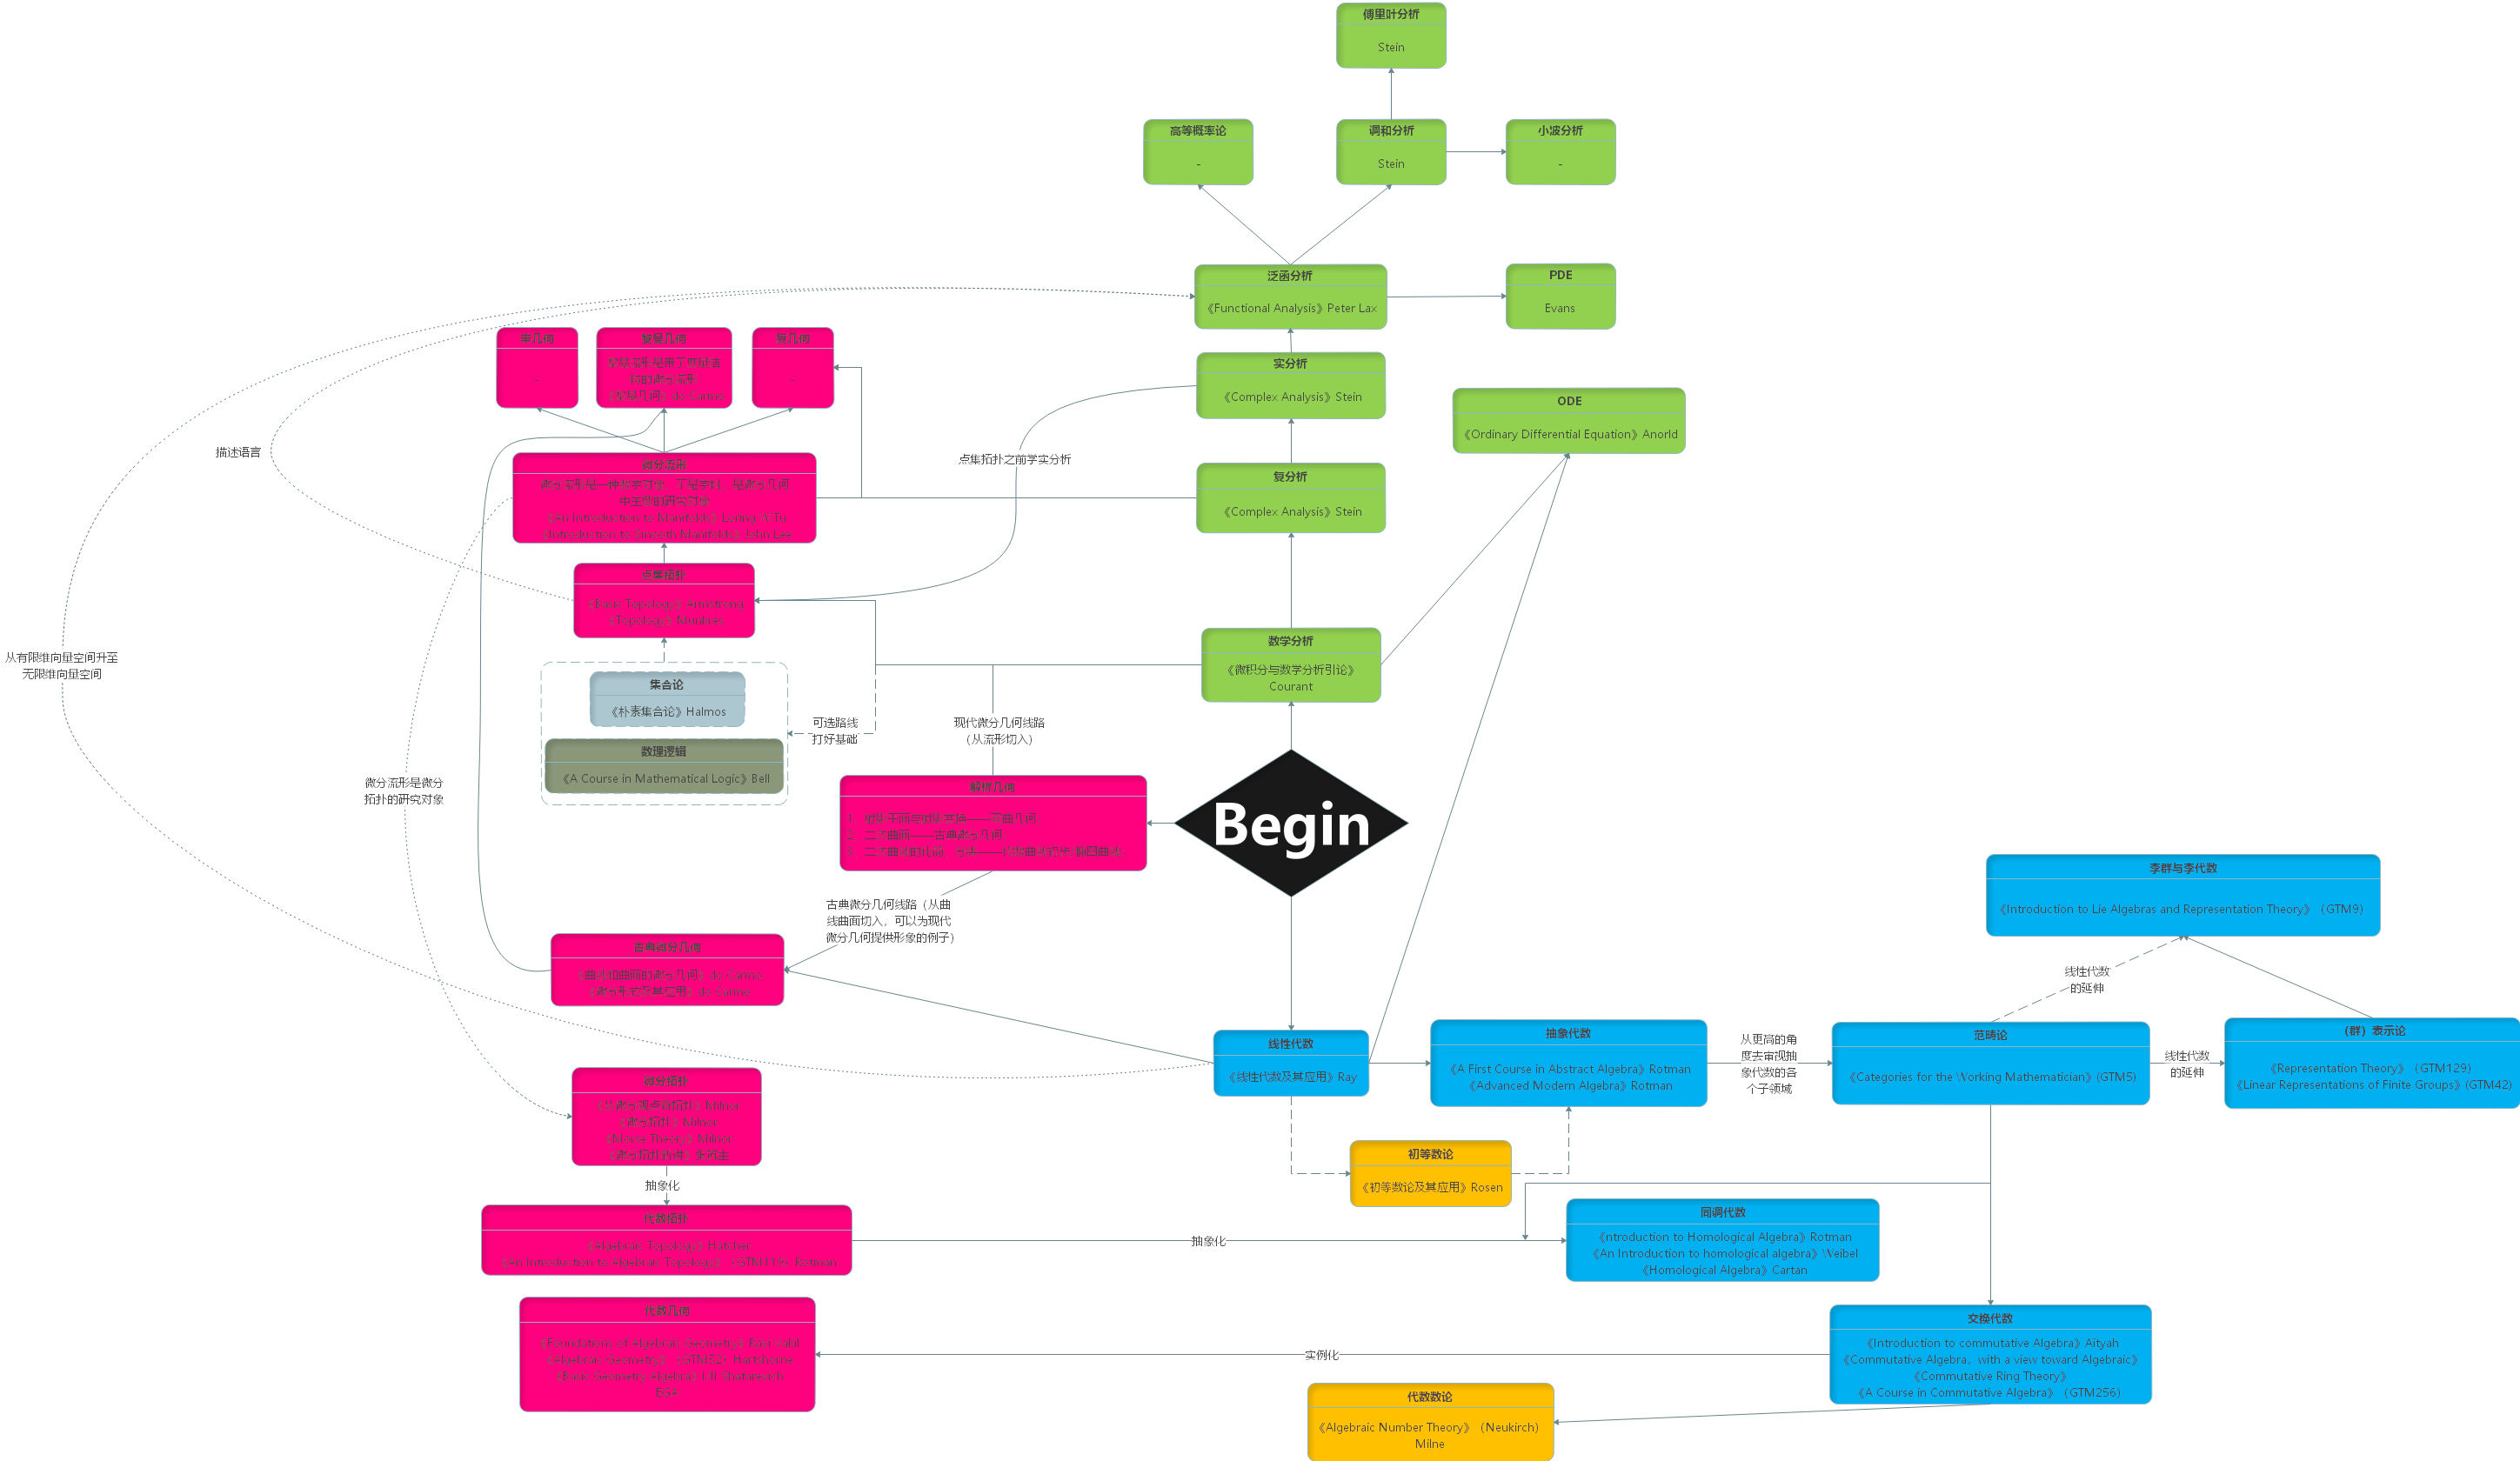 傅里叶分析
Stein
高等概率论
-
调和分析
Stein
小波分析
-
泛函分析
《Functional Analysis》Peter Lax
PDE
Evans
辛几何
-
黎曼几何
《黎曼几何》do Carmo
复几何
-
实分析
《Complex Analysis》Stein
ODE
《Ordinary Differential Equation》Anorld
描述语言
点集拓扑之前学实分析
微分流形
中主要的研究对象
《An Introduction to Manifolds》Loring
《Introduction to Smooth Manifolds》John Lee
复分析
《Complex Analysis》Stein
点集拓扑
《Basic Topology》Armstrong
《Topology》Munkres
从有限维向量空间升至
无限维向量空间
数学分析
《微积分与数学分析引论》
Courant
集合论
《朴素集合论》Halmos
数理逻辑
《A Course in Mathematical Logic》Bell
可选路线
打好基础
现代微分几何线路
（从流形切入）
微分流形是微分
拓扑的研究对象
解析几何
2. 二次曲面——古典微分几何
Begin
古典微分几何线路（从曲
线曲面切入，可以为现代
微分几何提供形象的例子）
古典微分几何
《曲线和曲面的微分几何》do Carmo
《微分形式及其应用》do Carmo
李群与李代数
《Introduction to Lie Algebras and Representation Theory》（GTM9）
线性代数
的延伸
线性代数
《线性代数及其应用》Ray
抽象代数
《A First Course in Abstract Algebra》Rotman
《Advanced Modern Algebra》Rotman
从更高的角
度去审视抽
象代数的各
个子领域
范畴论
《Categories for the Working Mathematician》(GTM5)
线性代数
的延伸
（群）表示论
《Representation Theory》（GTM129）
《Linear Representations of Finite Groups》(GTM42)
微分拓扑
《从微分观点看拓扑》Milnor
《微分拓扑》Milnor
《Morse Theory》Milnor
抽象化
初等数论
《初等数论及其应用》Rosen
代数拓扑
《Algebraic Topology》Hatcher
《An Introduction to Algebraic Topology》（GTM119）Rotman
抽象化
同调代数
《ntroduction to Homological Algebra》Rotman
《An Introduction to homological algebra》Weibel
《Homological Algebra》Cartan
代数几何
《Foundations of Algebraic Geometry》Ravi
《Algebraic Geometry》（GTM52）Hartshorne
实例化
交换代数
《Introduction to commutative Algebra》Aityah
《Commutative Algebra，with a view toward Algebraic》
《Commutative Ring Theory》
《A Course in Commutative Algebra》（GTM256）
代数数论
《Algebraic Number Theory》（Neukirch）
Milne